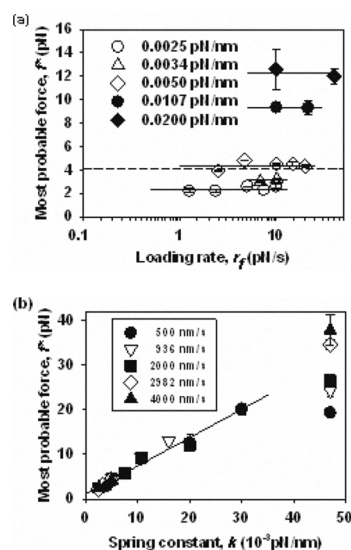 (a)
16
14
12
10
8
6
4
2
0
Most probable force, f* (pN)
0.0025 pN/nm
0.0034 pN/nm
0.0050 pN/nm
0.0107 pN/nm
0.0200 pN/nm
0.1 1 10 100
Loading rate, r_f (pN/s)
(b)
40
30
20
10
0
Most probable force, f* (pN)
500 nm/s
936 nm/s
2000 nm/s
2982 nm/s
4000 nm/s
0 10 20 30 40 50
Spring constant, k (10⁻³pN/nm)